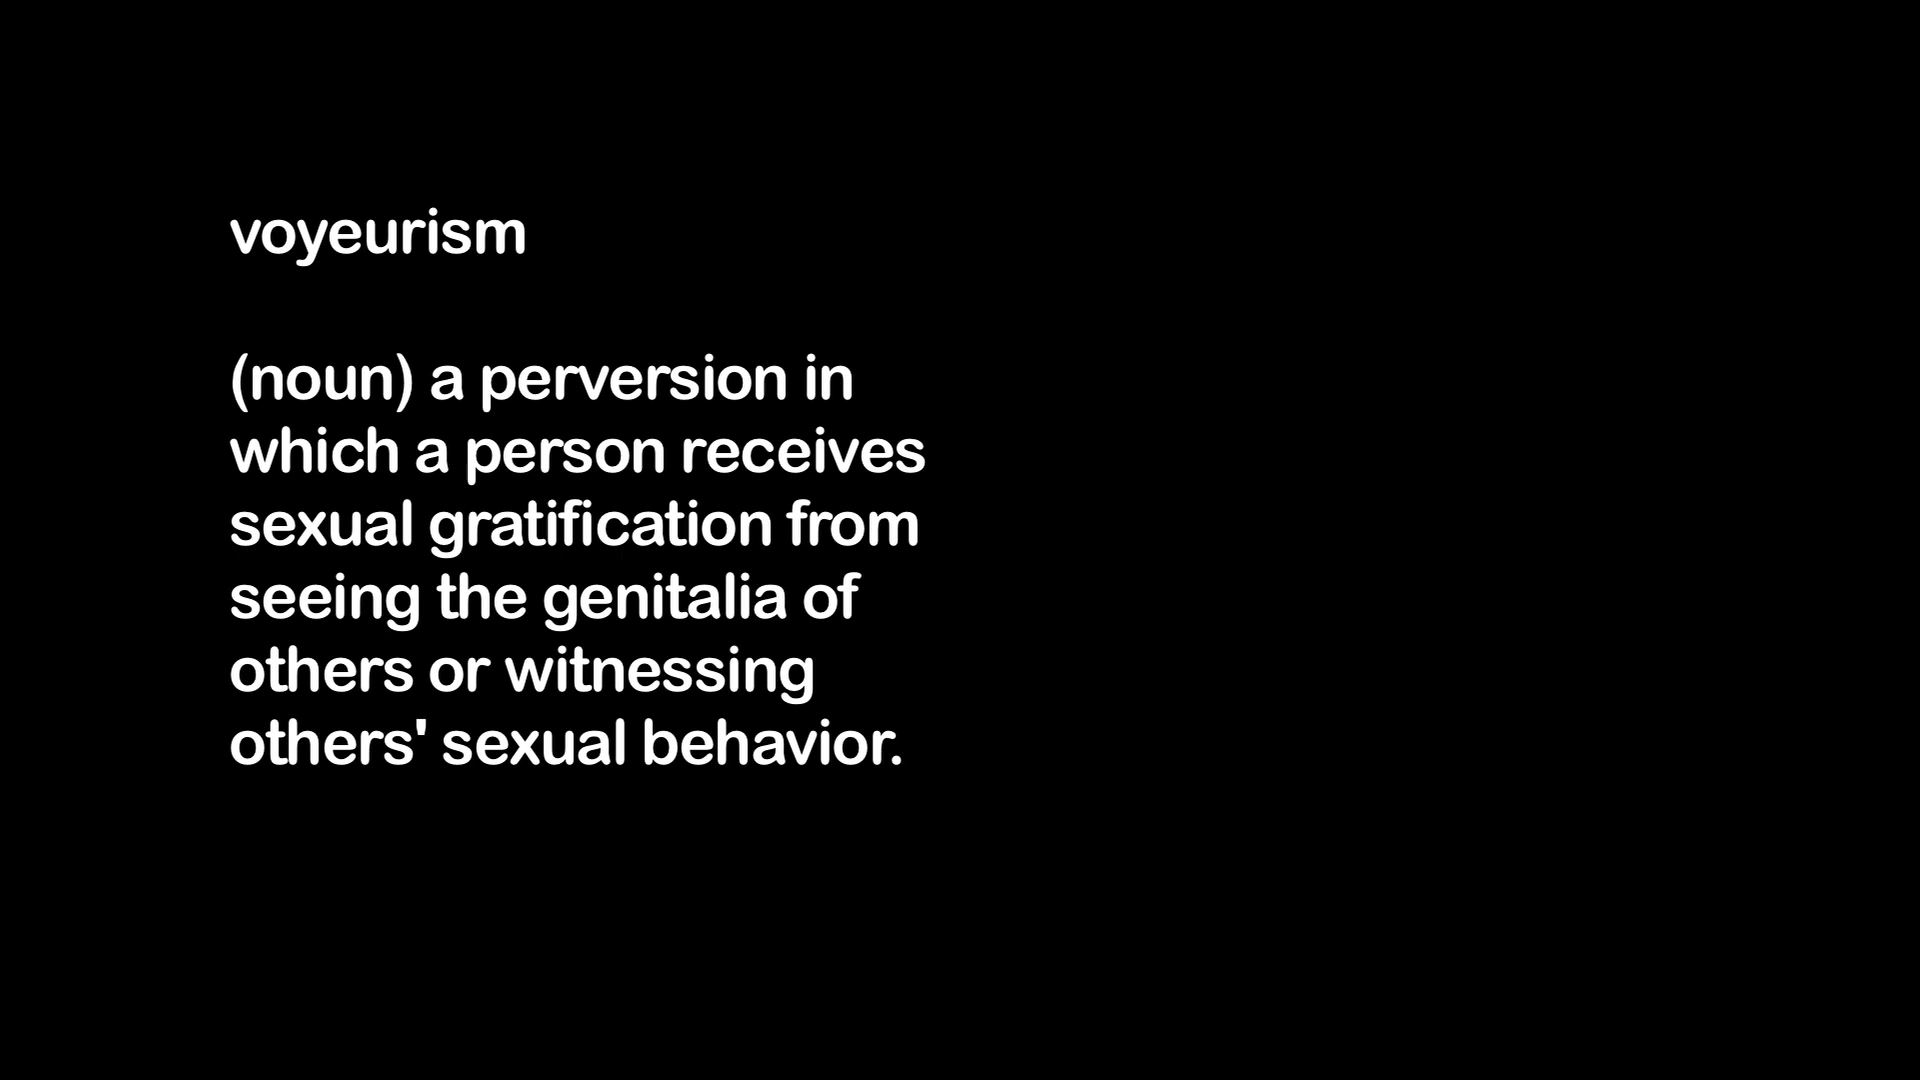 voyeurism
(noun) a perversion in
which a person receives
sexual gratification from
seeing the genitalia of
others or witnessing
others' sexual behavior.